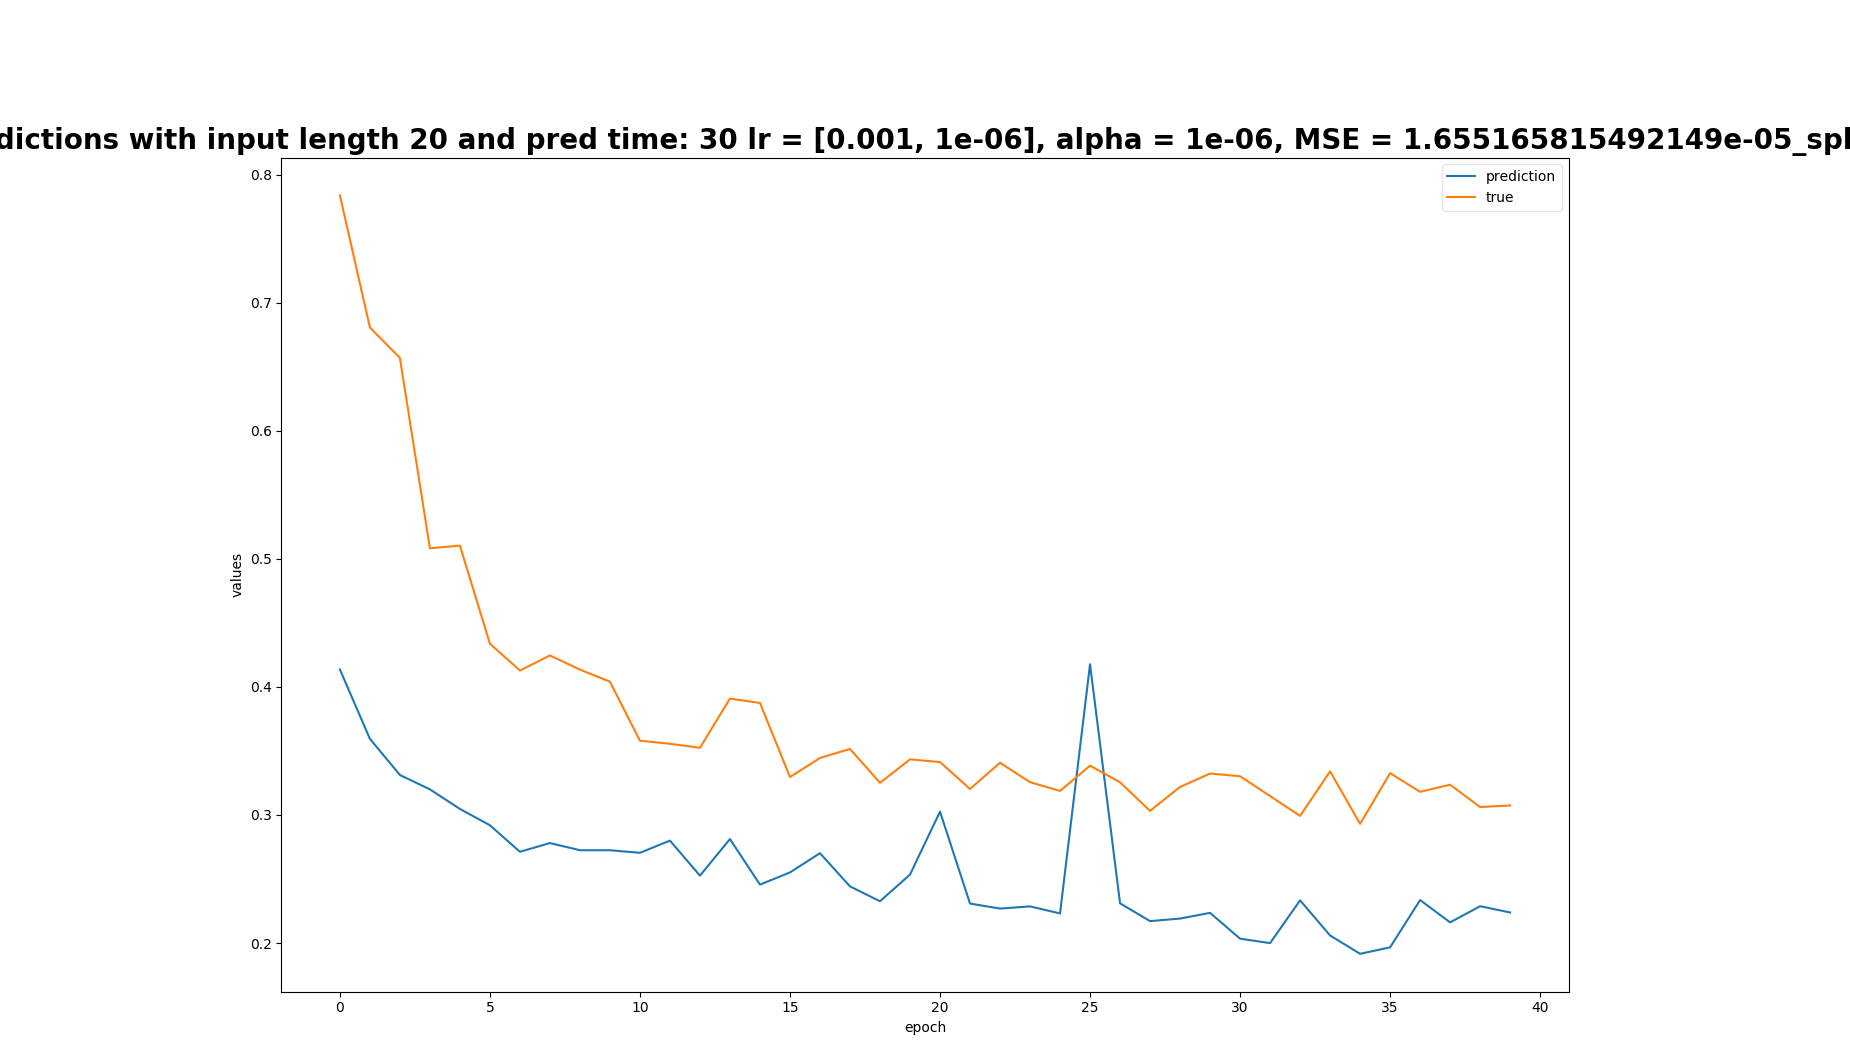 dictions with input length 20 and pred time: 30 lr = [0.001, 1e-06], alpha = 1e-06, MSE = 1.655165815492149e-05_spl
prediction
true
0.8
0.7
0.6
0.5
0.4
0.3
0.2
values
0 5 10 15 20 25 30 35 40
epoch